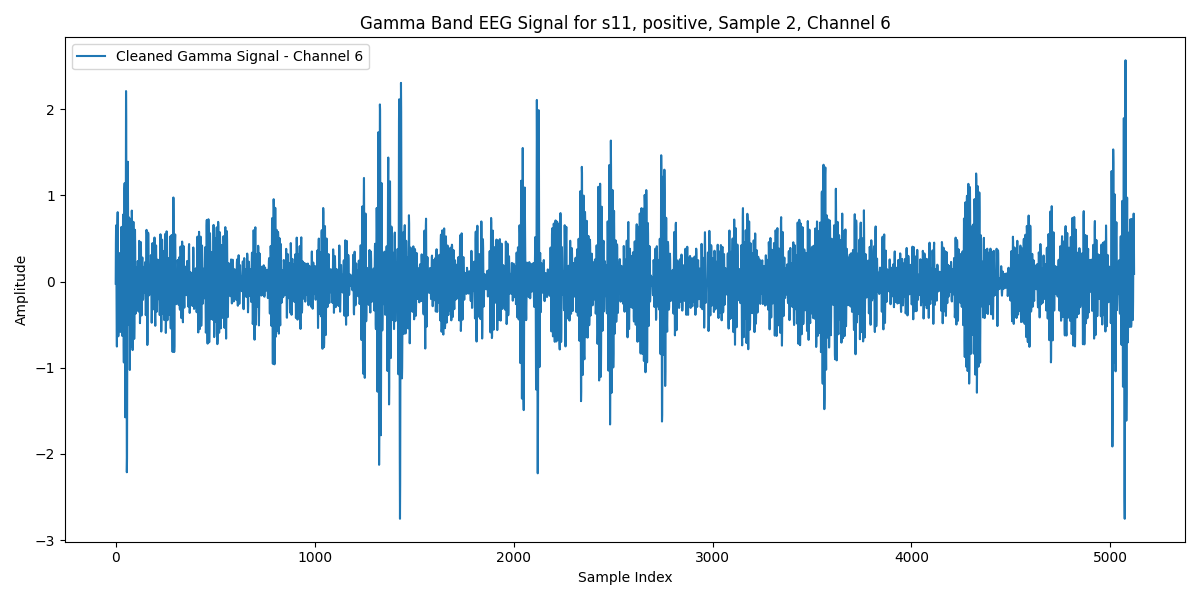 Gamma Band EEG Signal for s11, positive, Sample 2, Channel 6
Cleaned Gamma Signal - Channel 6
Amplitude
2
1
0
−1
−2
−3
0 1000 2000 3000 4000 5000
Sample Index